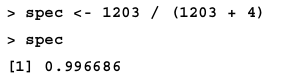 > spec <- 1203 / (1203 + 4)
> spec
[1] 0.996686